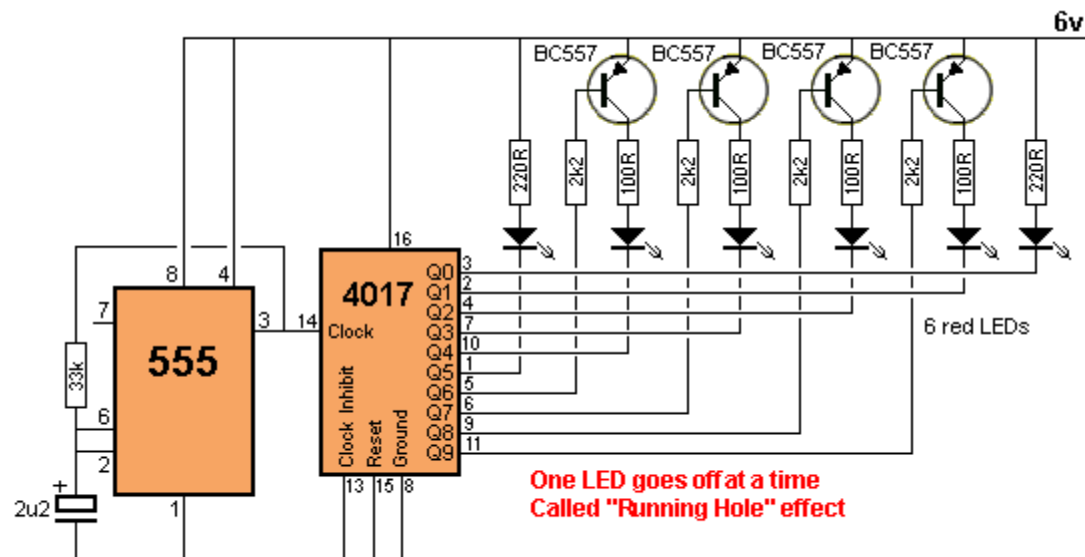 6v
BC557 BC557 BC557 BC557
220R 2k2 100R 2k2 100R 2k2 100R 2k2 100R 220R
16
8 4
7
3 14
555
33k
6
2
1
+
2u2
4017
Clock
Clock Inhibit
Reset
Ground
13 15 8
Q0 3
Q1 2
Q2 4
Q3 7
Q4 10
Q5 1
Q6 5
Q7 6
Q8 9
Q9 11
6 red LEDs
One LED goes off at a time
Called "Running Hole" effect